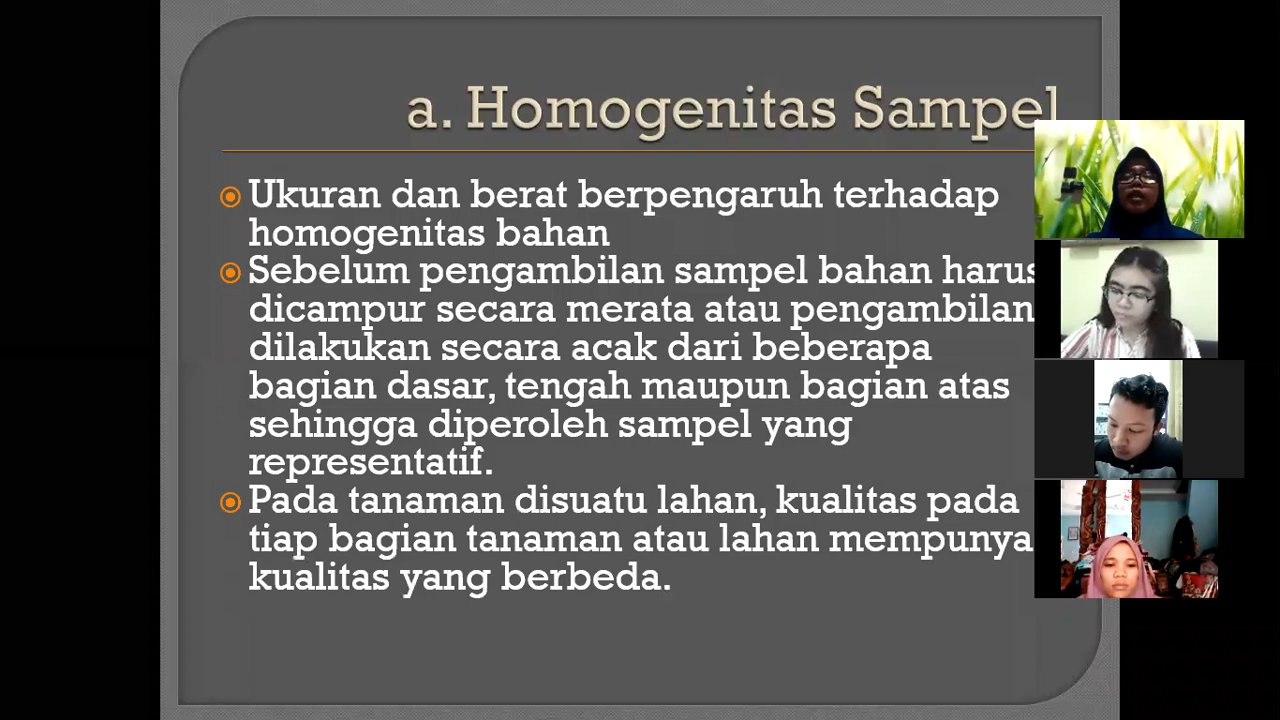 a. Homogenitas Sampel
Ukuran dan berat berpengaruh terhadap
homogenitas bahan
Sebelum pengambilan sampel bahan harus
dicampur secara merata atau pengambilan
dilakukan secara acak dari beberapa
bagian dasar, tengah maupun bagian atas
sehingga diperoleh sampel yang
representatif.
Pada tanaman disuatu lahan, kualitas pada
tiap bagian tanaman atau lahan mempunya
kualitas yang berbeda.